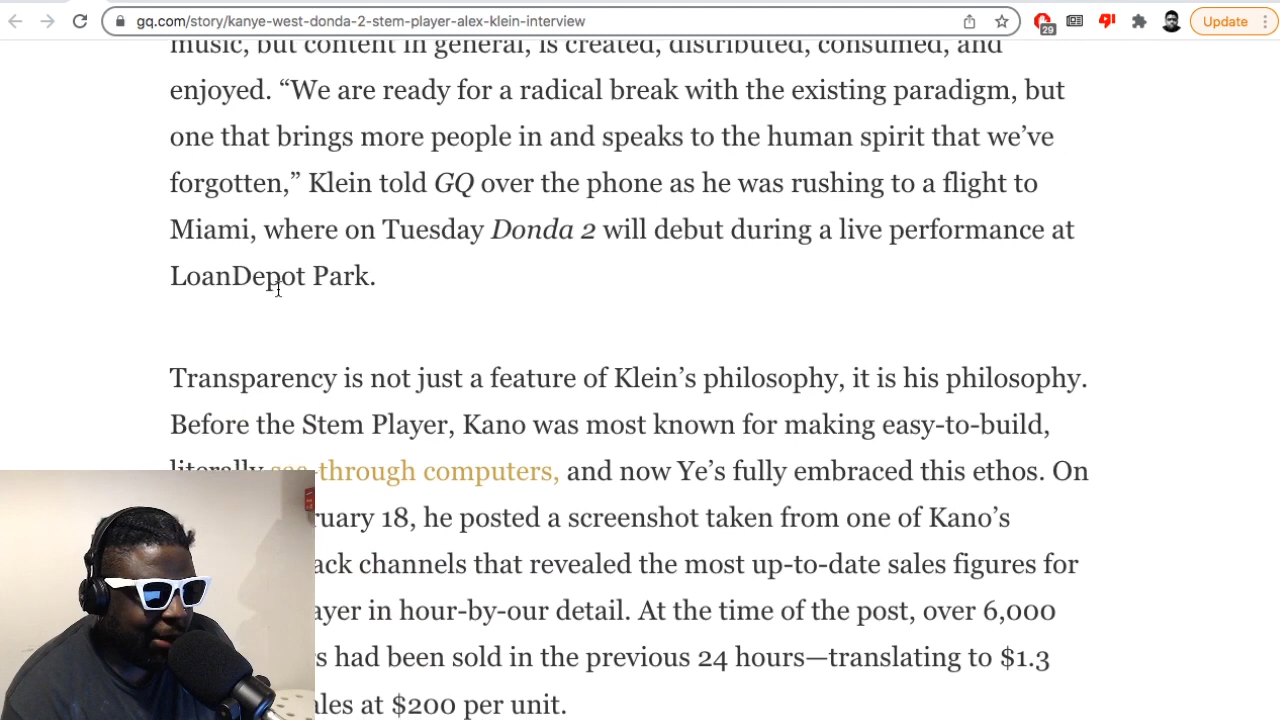 gq.com/story/kanye-west-donda-2-stem-player-alex-klein-interview
Update
29
music, but content in general, is created, distributed, consumed, and
enjoyed. “We are ready for a radical break with the existing paradigm, but
one that brings more people in and speaks to the human spirit that we’ve
forgotten,” Klein told GQ over the phone as he was rushing to a flight to
Miami, where on Tuesday Donda 2 will debut during a live performance at
LoanDepot Park.
Transparency is not just a feature of Klein’s philosophy, it is his philosophy.
Before the Stem Player, Kano was most known for making easy-to-build,
literally see-through computers, and now Ye’s fully embraced this ethos. On
ruary 18, he posted a screenshot taken from one of Kano’s
ack channels that revealed the most up-to-date sales figures for
ayer in hour-by-our detail. At the time of the post, over 6,000
s had been sold in the previous 24 hours—translating to $1.3
ales at $200 per unit.